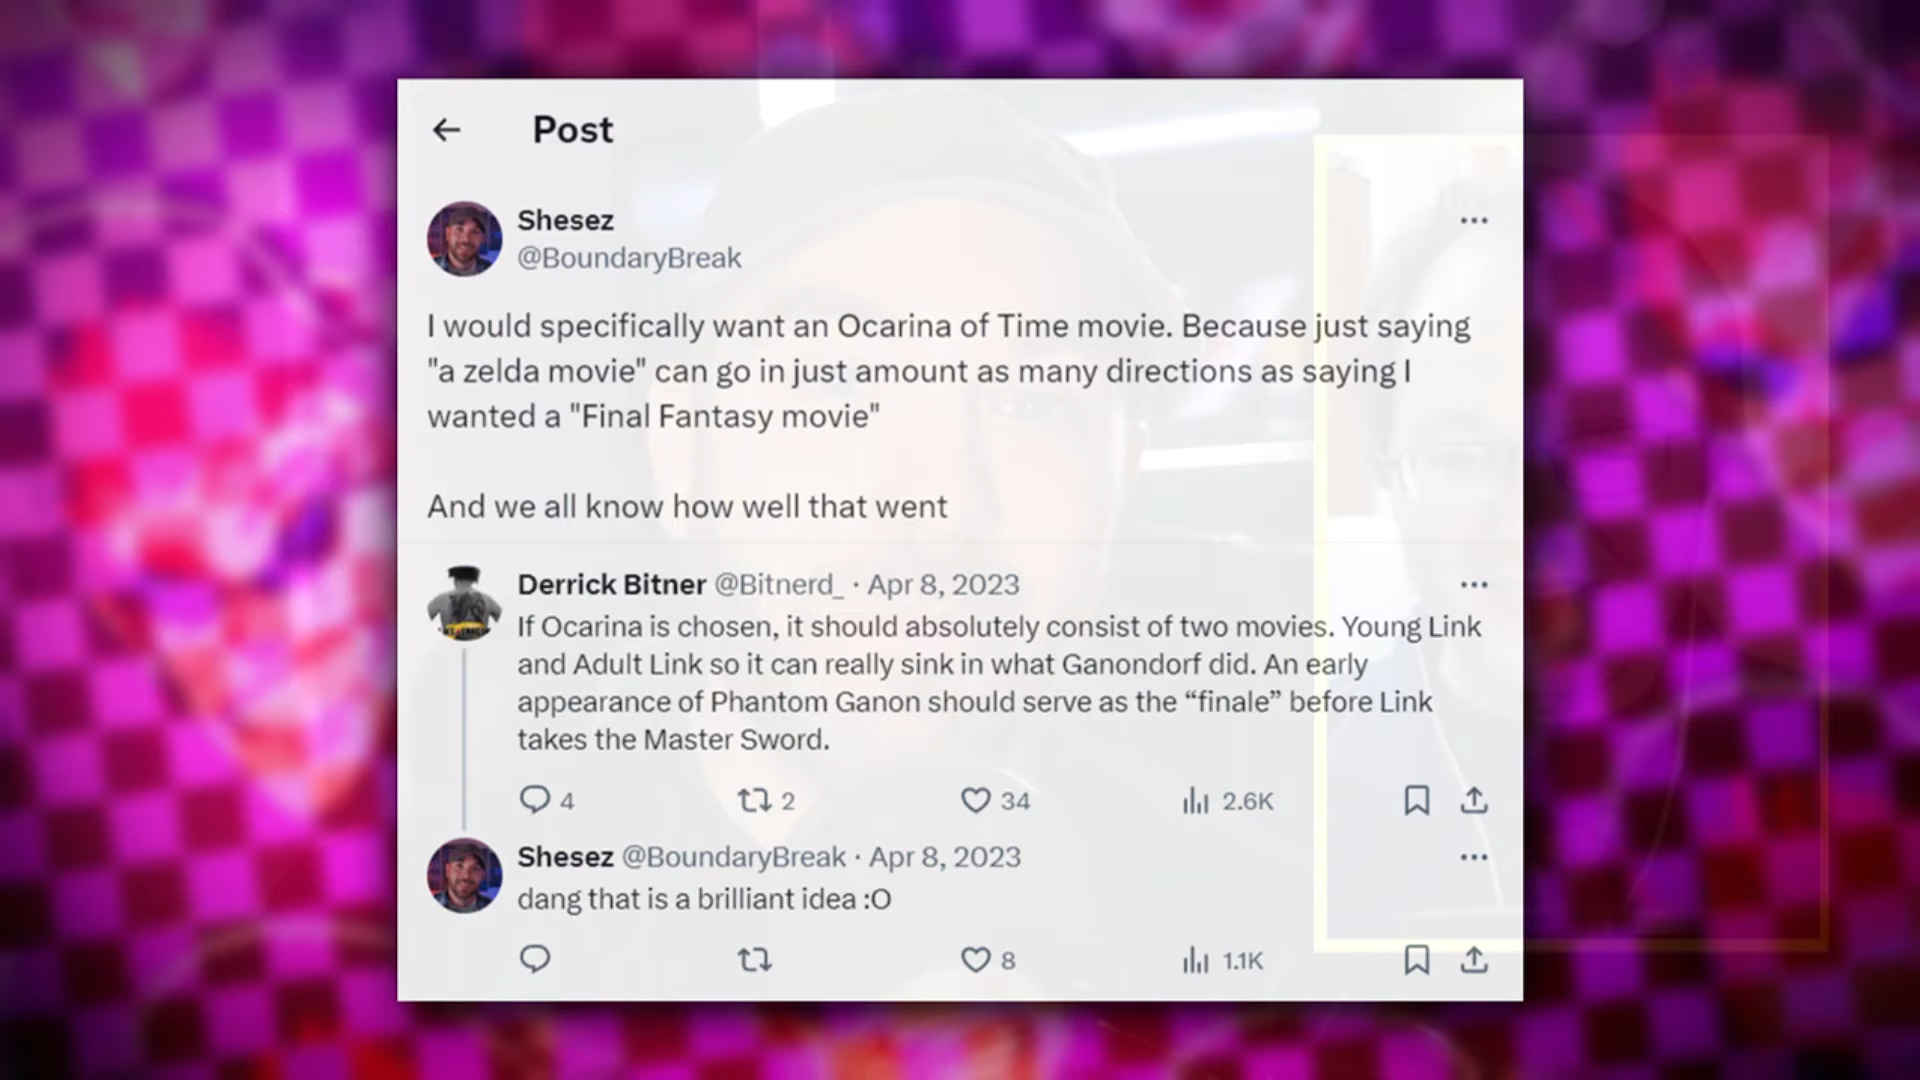 Post
Shesez
@BoundaryBreak
I would specifically want an Ocarina of Time movie. Because just saying
"a zelda movie" can go in just amount as many directions as saying I
wanted a "Final Fantasy movie"
And we all know how well that went
Derrick Bitner @Bitnerd_ · Apr 8, 2023
If Ocarina is chosen, it should absolutely consist of two movies. Young Link
and Adult Link so it can really sink in what Ganondorf did. An early
appearance of Phantom Ganon should serve as the “finale” before Link
takes the Master Sword.
4 2 34 2.6K
Shesez @BoundaryBreak · Apr 8, 2023
dang that is a brilliant idea :O
8 1.1K